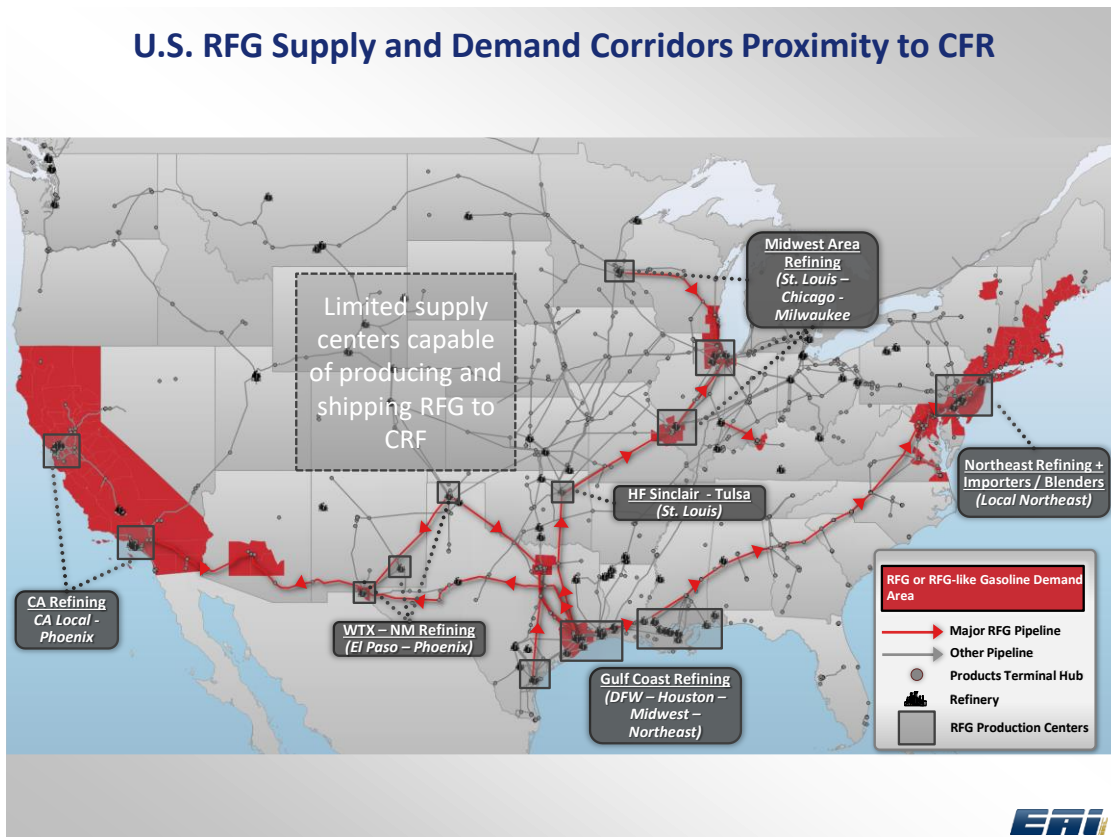 U.S. RFG Supply and Demand Corridors Proximity to CFR
Midwest Area
Refining
(St. Louis –
Chicago -
Milwaukee
Limited supply
centers capable
of producing and
shipping RFG to
CRF
Northeast Refining +
Importers / Blenders
(Local Northeast)
HF Sinclair - Tulsa
(St. Louis)
CA Refining
CA Local -
Phoenix
WTX – NM Refining
(El Paso – Phoenix)
Gulf Coast Refining
(DFW – Houston –
Midwest –
Northeast)
RFG or RFG-like Gasoline Demand
Area
Major RFG Pipeline
Other Pipeline
Products Terminal Hub
Refinery
RFG Production Centers
EAI